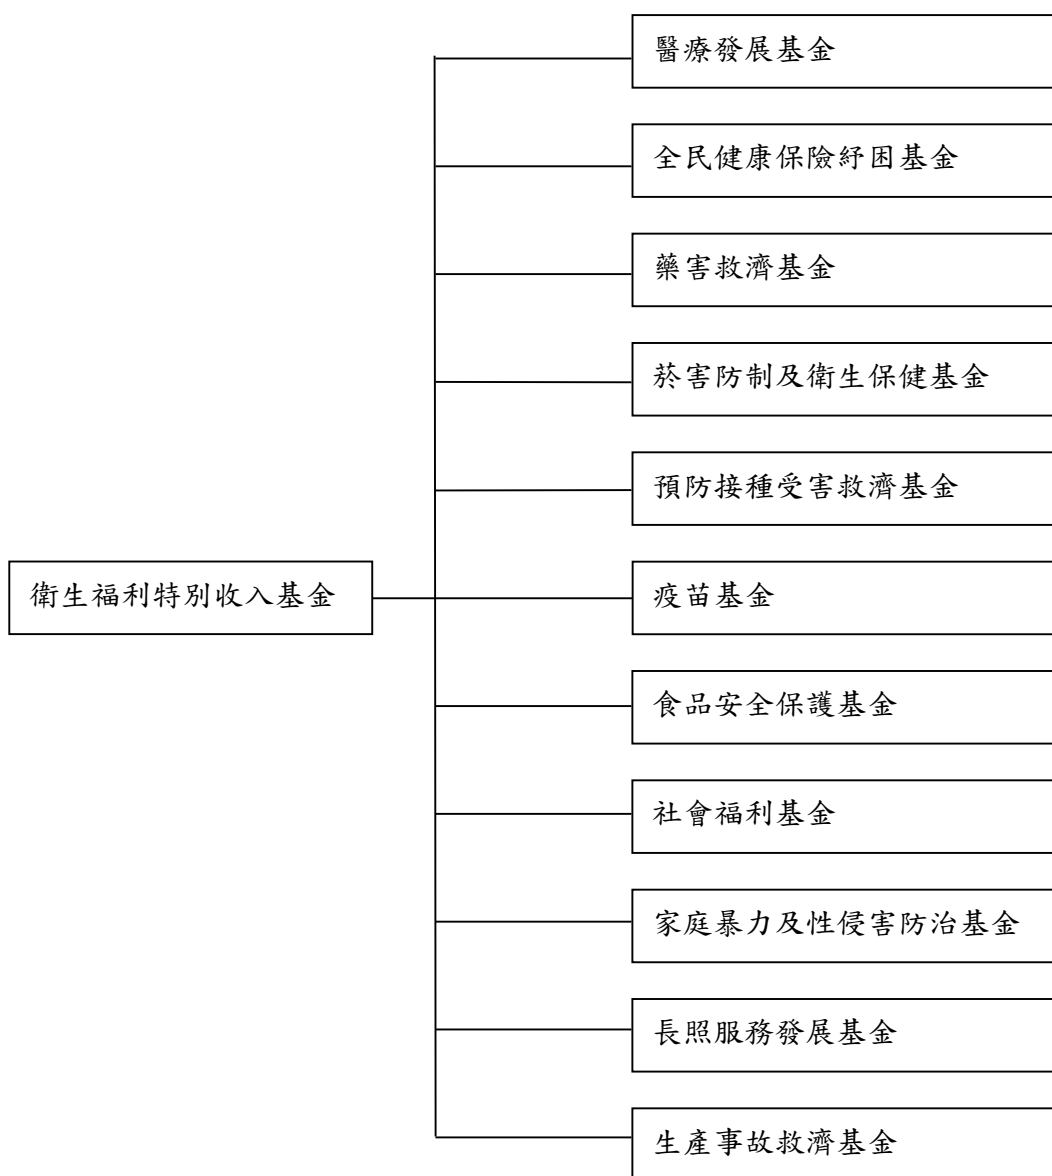 醫療發展基金
全民健康保險紓困基金
藥害救濟基金
菸害防制及衛生保健基金
預防接種受害救濟基金
衛生福利特別收入基金
疫苗基金
食品安全保護基金
社會福利基金
家庭暴力及性侵害防治基金
長照服務發展基金
生產事故救濟基金